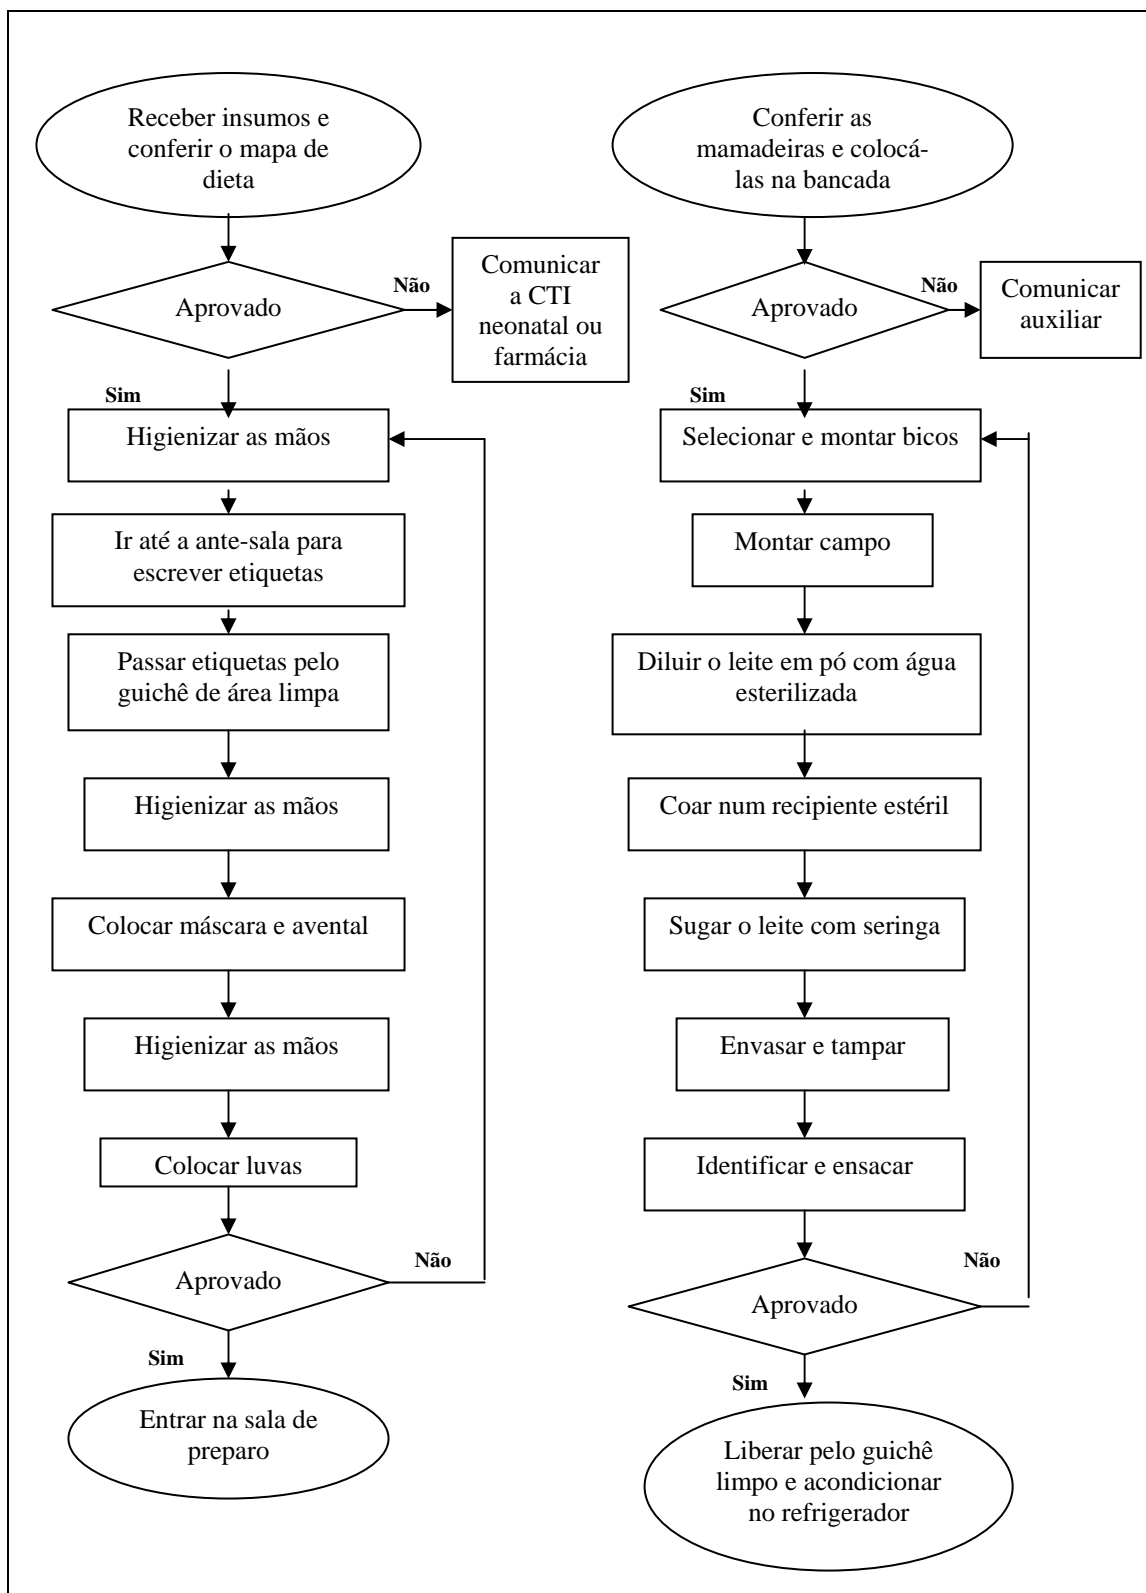 Receber insumos e
conferir o mapa de
dieta
Aprovado
Não
Comunicar
a CTI
neonatal ou
farmácia
Sim
Higienizar as mãos
Ir até a ante-sala para
escrever etiquetas
Passar etiquetas pelo
guichê de área limpa
Higienizar as mãos
Colocar máscara e avental
Higienizar as mãos
Colocar luvas
Aprovado
Não
Sim
Entrar na sala de
preparo
Conferir as
mamadeiras e colocá-
las na bancada
Aprovado
Não
Comunicar
auxiliar
Sim
Selecionar e montar bicos
Montar campo
Diluir o leite em pó com água
esterilizada
Coar num recipiente estéril
Sugar o leite com seringa
Envasar e tampar
Identificar e ensacar
Aprovado
Não
Sim
Liberar pelo guichê
limpo e acondicionar
no refrigerador